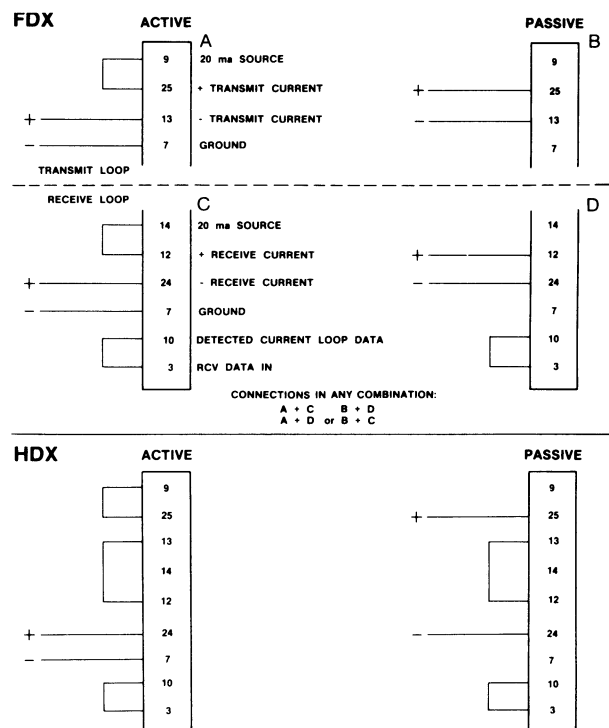 FDX
ACTIVE PASSIVE
A B
9 20 ma SOURCE 9
25 + TRANSMIT CURRENT + 25
+ 13 - TRANSMIT CURRENT - 13
- 7 GROUND 7
TRANSMIT LOOP
RECEIVE LOOP
C D
14 20 ma SOURCE 14
12 + RECEIVE CURRENT + 12
+ 24 - RECEIVE CURRENT - 24
- 7 GROUND 7
10 DETECTED CURRENT LOOP DATA 10
3 RCV DATA IN 3
CONNECTIONS IN ANY COMBINATION:
A + C B + D
A + D or B + C
HDX
ACTIVE PASSIVE
9 9
25 + 25
13 13
14 14
12 12
+ 24 - 24
- 7 7
10 10
3 3